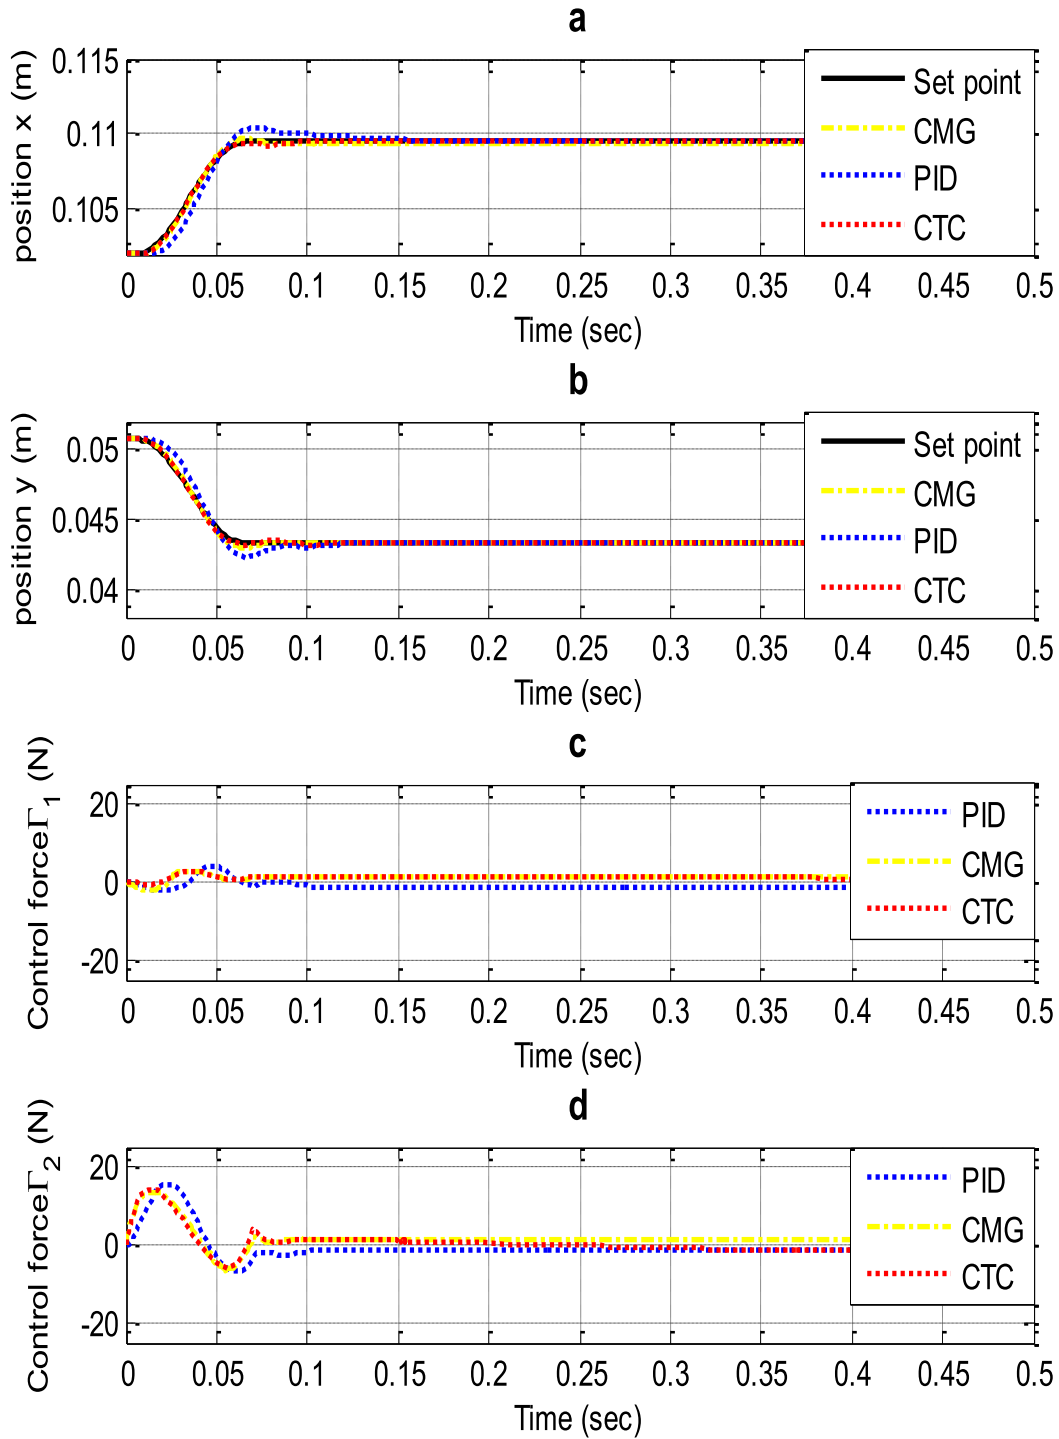 a
position x (m)
0.115
0.11
0.105
Set point
CMG
PID
CTC
0 0.05 0.1 0.15 0.2 0.25 0.3 0.35 0.4 0.45 0.5
Time (sec)
b
position y (m)
0.05
0.045
0.04
Set point
CMG
PID
CTC
0 0.05 0.1 0.15 0.2 0.25 0.3 0.35 0.4 0.45 0.5
Time (sec)
c
Control forceΓ₁ (N)
20
0
-20
PID
CMG
CTC
0 0.05 0.1 0.15 0.2 0.25 0.3 0.35 0.4 0.45 0.5
Time (sec)
d
Control forceΓ₂ (N)
20
0
-20
PID
CMG
CTC
0 0.05 0.1 0.15 0.2 0.25 0.3 0.35 0.4 0.45 0.5
Time (sec)